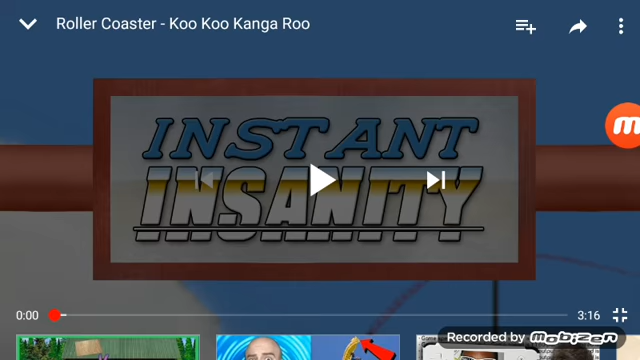 Roller Coaster - Koo Koo Kanga Roo
INSTANT
INSANITY
0:00
3:16
Recorded by Mobizen